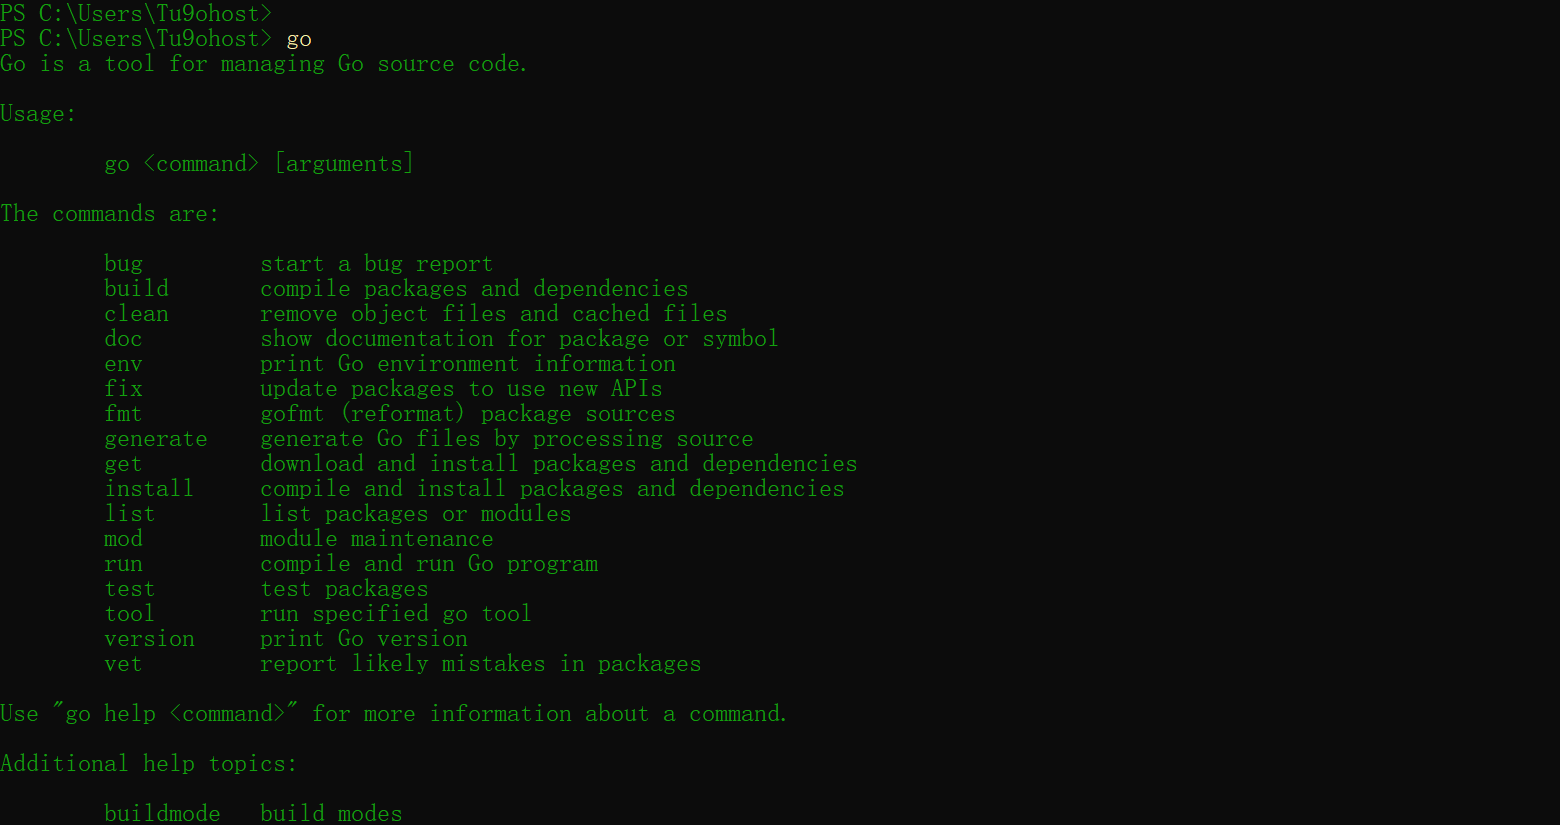 PS C:\Users\Tu9ohost>
PS C:\Users\Tu9ohost> go
Go is a tool for managing Go source code.
Usage:
go <command> [arguments]
The commands are:
bug start a bug report
build compile packages and dependencies
clean remove object files and cached files
doc show documentation for package or symbol
env print Go environment information
fix update packages to use new APIs
fmt gofmt (reformat) package sources
generate generate Go files by processing source
get download and install packages and dependencies
install compile and install packages and dependencies
list list packages or modules
mod module maintenance
run compile and run Go program
test test packages
tool run specified go tool
version print Go version
vet report likely mistakes in packages
Use "go help <command>" for more information about a command.
Additional help topics:
buildmode build modes